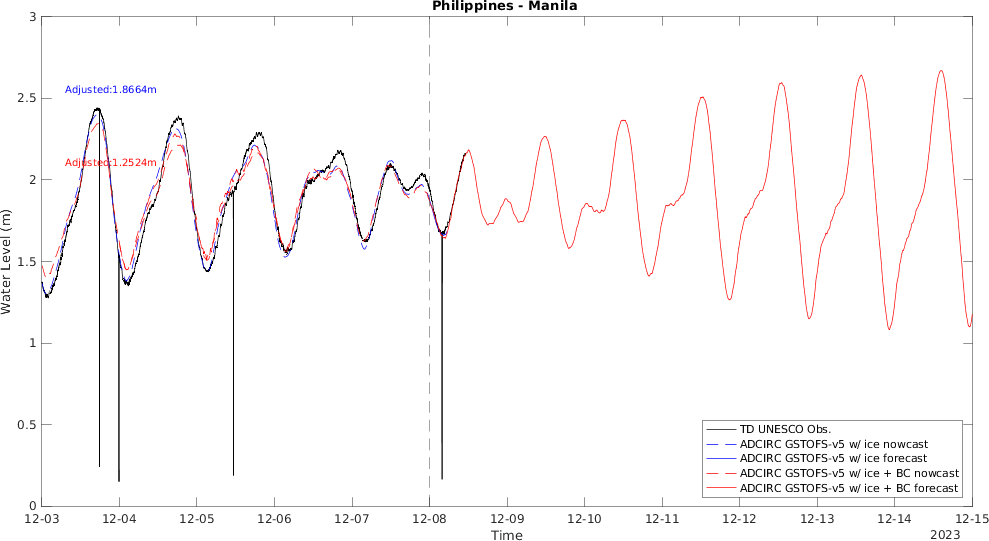 Philippines - Manila
3
2.5
2
1.5
1
0.5
0
Water Level (m)
Adjusted:1.8664m
Adjusted:1.2524m
TD UNESCO Obs.
ADCIRC GSTOFS-v5 w/ ice nowcast
ADCIRC GSTOFS-v5 w/ ice forecast
ADCIRC GSTOFS-v5 w/ ice + BC nowcast
ADCIRC GSTOFS-v5 w/ ice + BC forecast
12-03 12-04 12-05 12-06 12-07 12-08 12-09 12-10 12-11 12-12 12-13 12-14 12-15
Time
2023